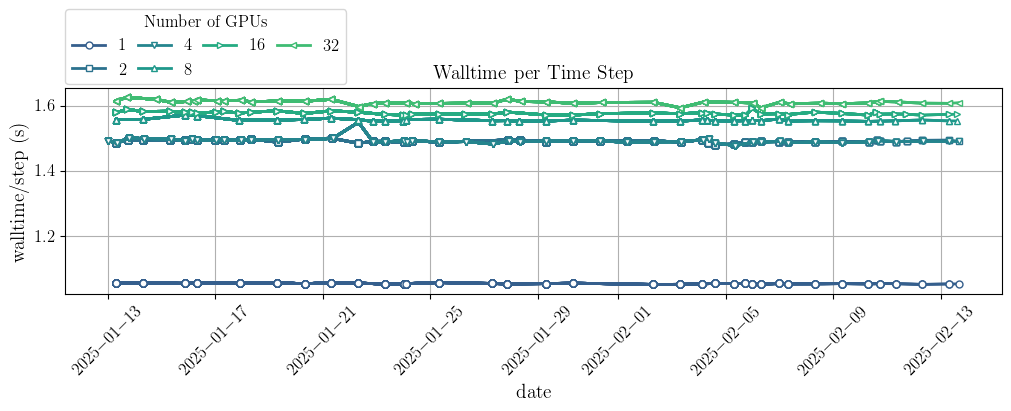 Number of GPUs
1 4 16 32
2 8
Walltime per Time Step
walltime/step (s)
1.6
1.4
1.2
2025−01−13 2025−01−17 2025−01−21 2025−01−25 2025−01−29 2025−02−01 2025−02−05 2025−02−09 2025−02−13
date